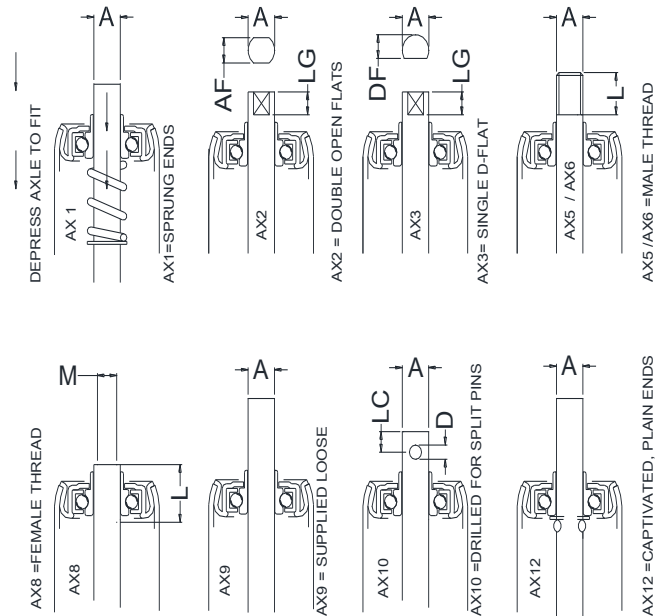 A
DEPRESS AXLE TO FIT
AX 1
AX1=SPRUNG ENDS
A
AF
LG
AX2
AX2 = DOUBLE OPEN FLATS
A
DF
LG
AX3
AX3= SINGLE D-FLAT
A
L
AX5 / AX6
AX5 /AX6 =MALE THREAD
M
L
AX8
AX8 =FEMALE THREAD
A
AX9
AX9 = SUPPLIED LOOSE
A
LC
D
AX10
AX10 =DRILLED FOR SPLIT PINS
A
AX12
AX12 =CAPTIVATED, PLAIN ENDS